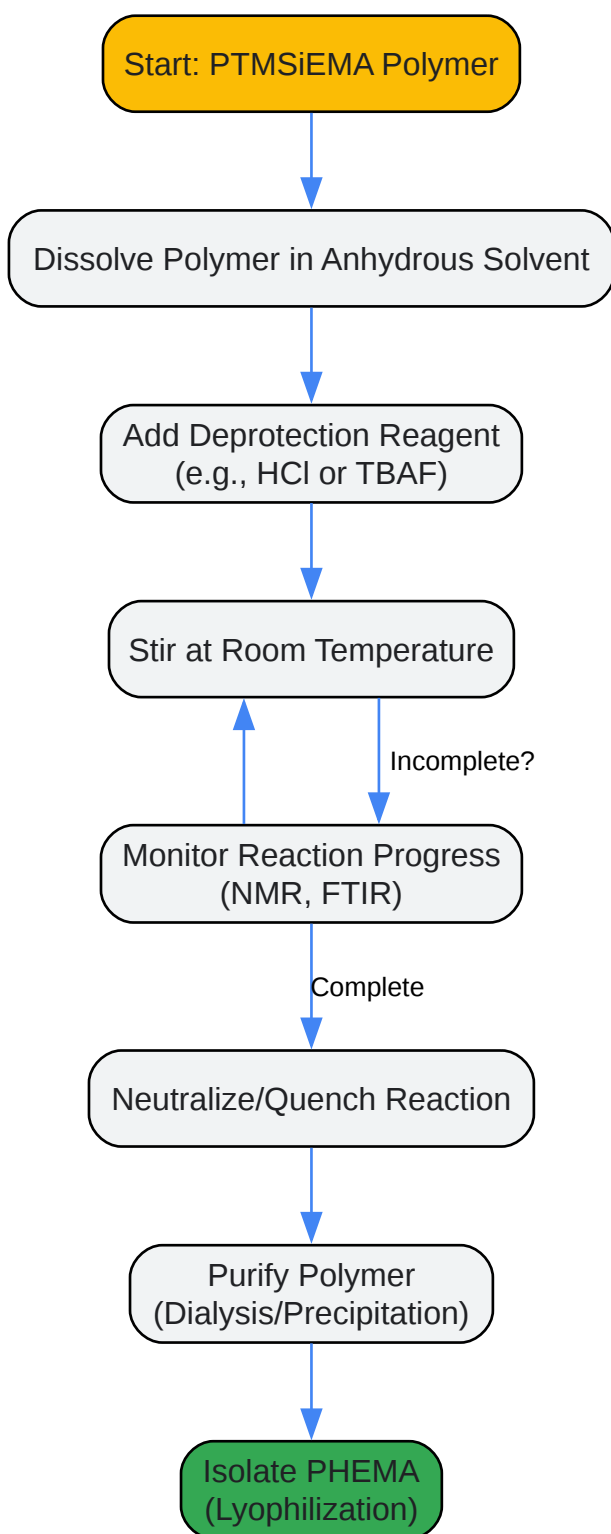 Start: PTMSiEMA Polymer
Dissolve Polymer in Anhydrous Solvent
Add Deprotection Reagent
(e.g., HCl or TBAF)
Stir at Room Temperature
Incomplete?
Monitor Reaction Progress
(NMR, FTIR)
Complete
Neutralize/Quench Reaction
Purify Polymer
(Dialysis/Precipitation)
Isolate PHEMA
(Lyophilization)